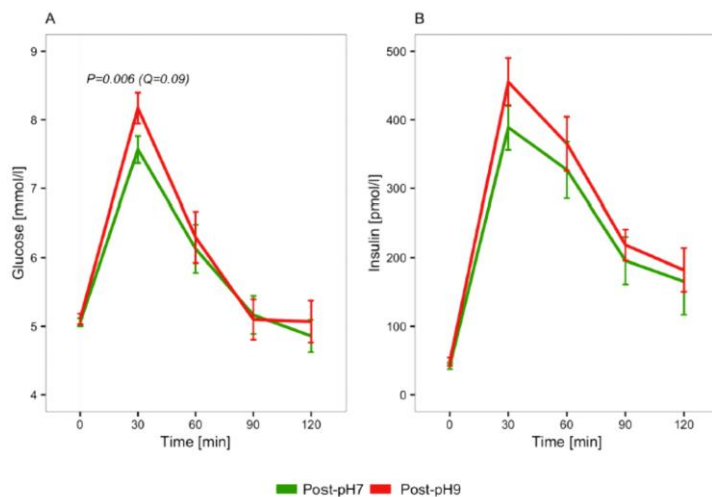 A
9
8
7
6
5
4
Glucose [mmol/l]
P=0.006 (Q=0.09)
0 30 60 90 120
Time [min]
B
500
400
300
200
100
0
Insulin [pmol/l]
0 30 60 90 120
Time [min]
Post-pH7 Post-pH9